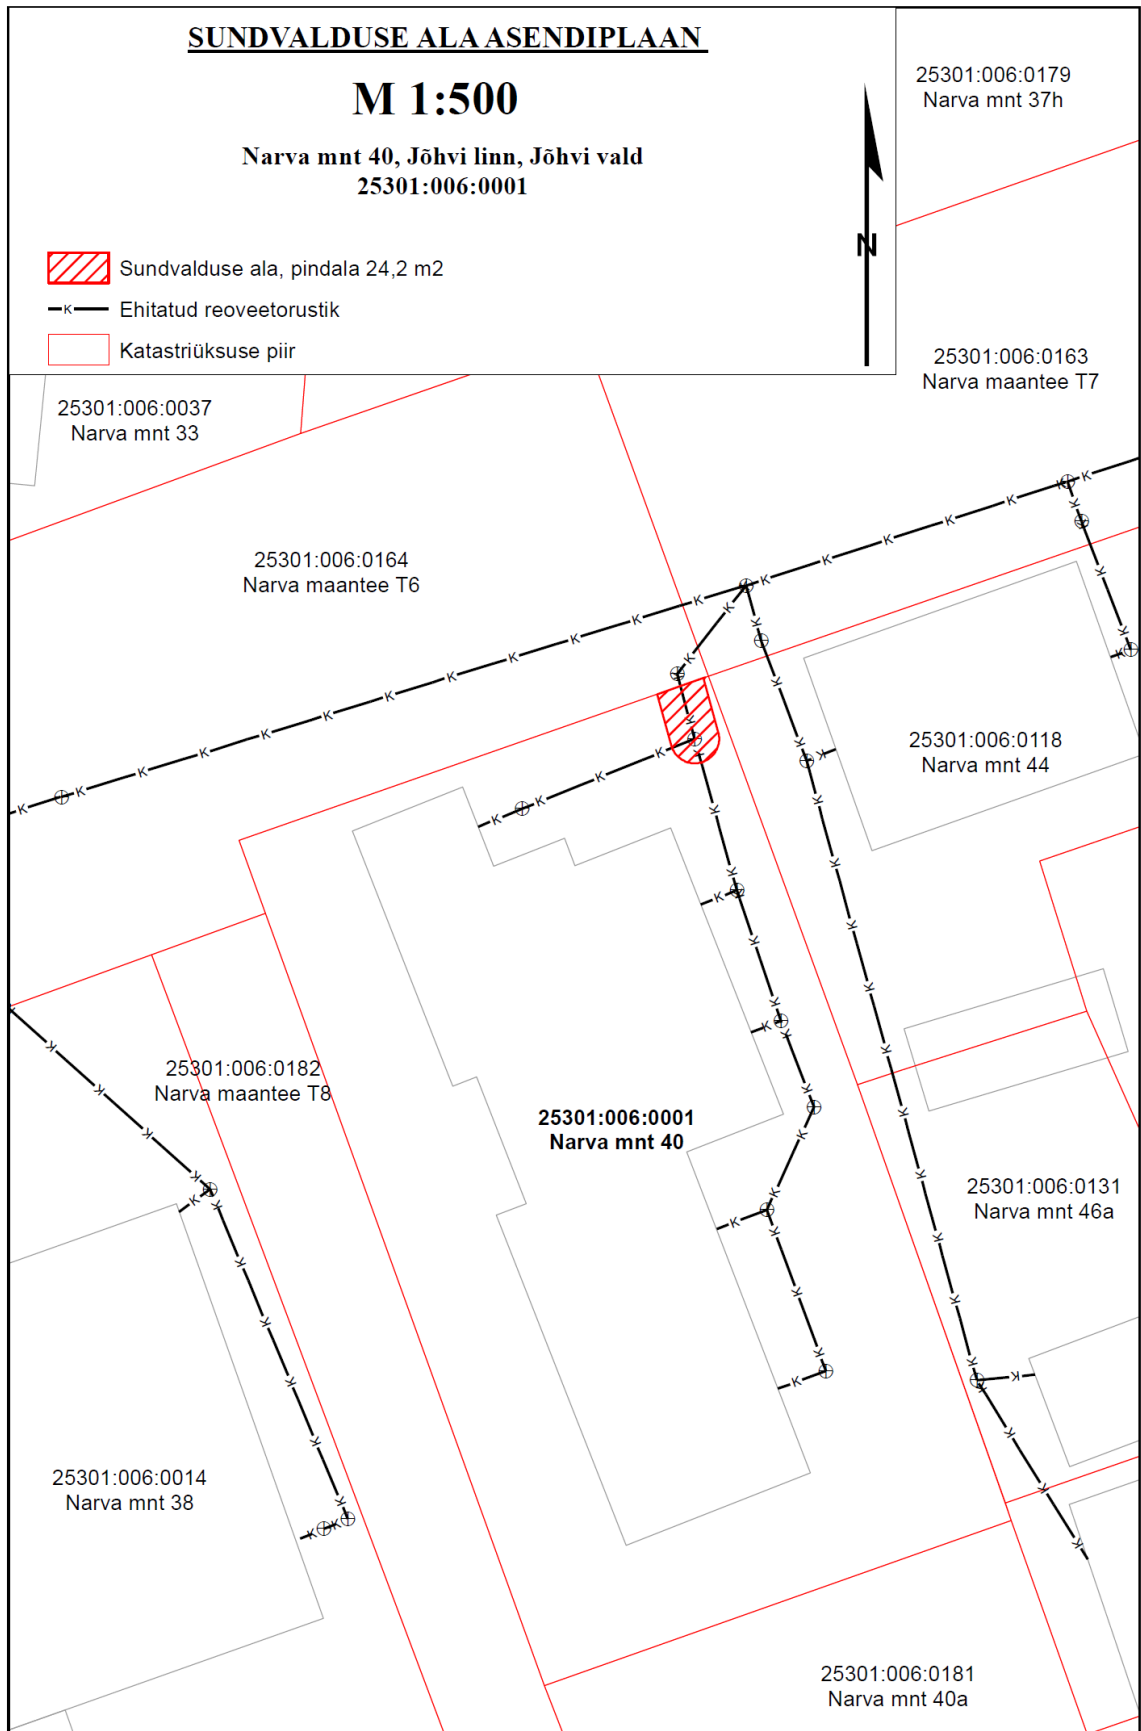 SUNDVALDUSE ALA ASENDIPLAAN
M 1:500
Narva mnt 40, Jõhvi linn, Jõhvi vald
25301:006:0001
N
Sundvalduse ala, pindala 24,2 m2
K Ehitatud reoveetorustik
Katastriüksuse piir
25301:006:0179
Narva mnt 37h
25301:006:0163
Narva maantee T7
25301:006:0037
Narva mnt 33
25301:006:0164
Narva maantee T6
25301:006:0118
Narva mnt 44
25301:006:0182
Narva maantee T8
25301:006:0001
Narva mnt 40
25301:006:0131
Narva mnt 46a
25301:006:0014
Narva mnt 38
25301:006:0181
Narva mnt 40a